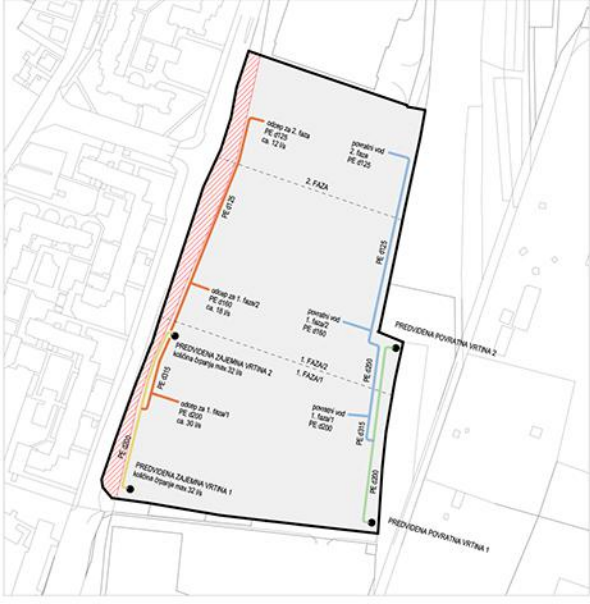 odcep za 2. faza
PE d125
ca. 12 l/s
povratni vod
2. faza
PE d125
2. FAZA
PE d125
PE d125
odcep za 1. faza/2
PE d160
ca. 18 l/s
povratni vod
1. faza/2
PE d160
PREDVIDENA POVRATNA VRTINA 2
PREDVIDENA ZAJEMNA VRTINA 2
količina črpanja max 32 l/s
1. FAZA/2
1. FAZA/1
PE d200
PE d315
odcep za 1. faza/1
PE d200
ca. 30 l/s
povratni vod
1. faza/1
PE d200
PE d315
PE d200
PREDVIDENA ZAJEMNA VRTINA 1
količina črpanja max 32 l/s
PE d200
PREDVIDENA POVRATNA VRTINA 1